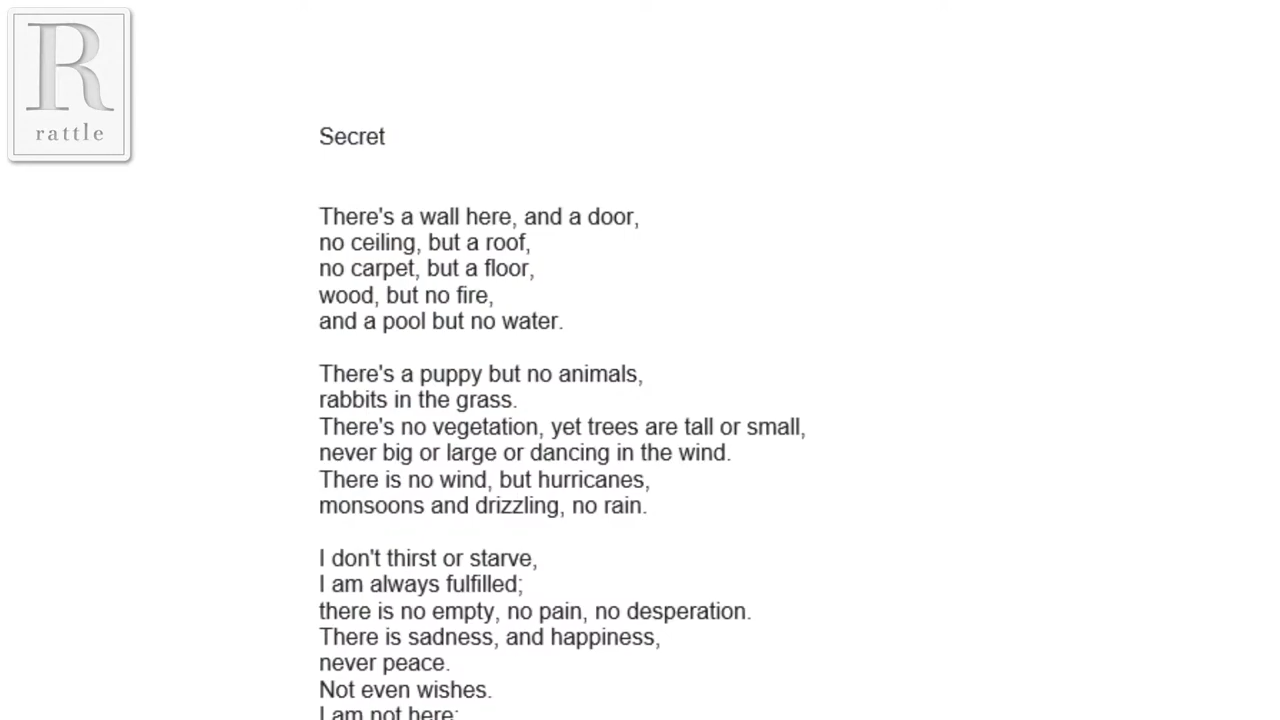 R
rattle
Secret
There's a wall here, and a door,
no ceiling, but a roof,
no carpet, but a floor,
wood, but no fire,
and a pool but no water.
There's a puppy but no animals,
rabbits in the grass.
There's no vegetation, yet trees are tall or small,
never big or large or dancing in the wind.
There is no wind, but hurricanes,
monsoons and drizzling, no rain.
I don't thirst or starve,
I am always fulfilled;
there is no empty, no pain, no desperation.
There is sadness, and happiness,
never peace.
Not even wishes.
I am not here;